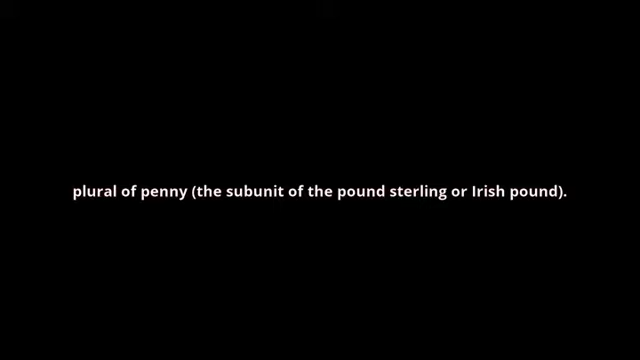 plural of penny (the subunit of the pound sterling or Irish pound).